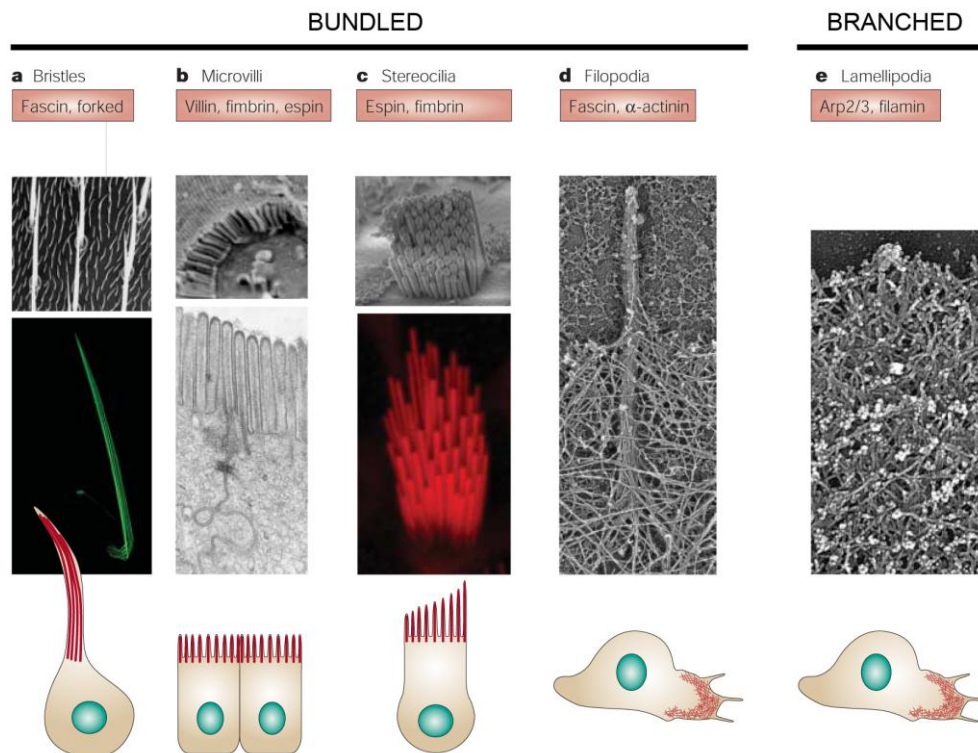 BUNDLED
BRANCHED
a Bristles
Fascin, forked
b Microvilli
Villin, fimbrin, espin
c Stereocilia
Espin, fimbrin
d Filopodia
Fascin, α-actinin
e Lamellipodia
Arp2/3, filamin